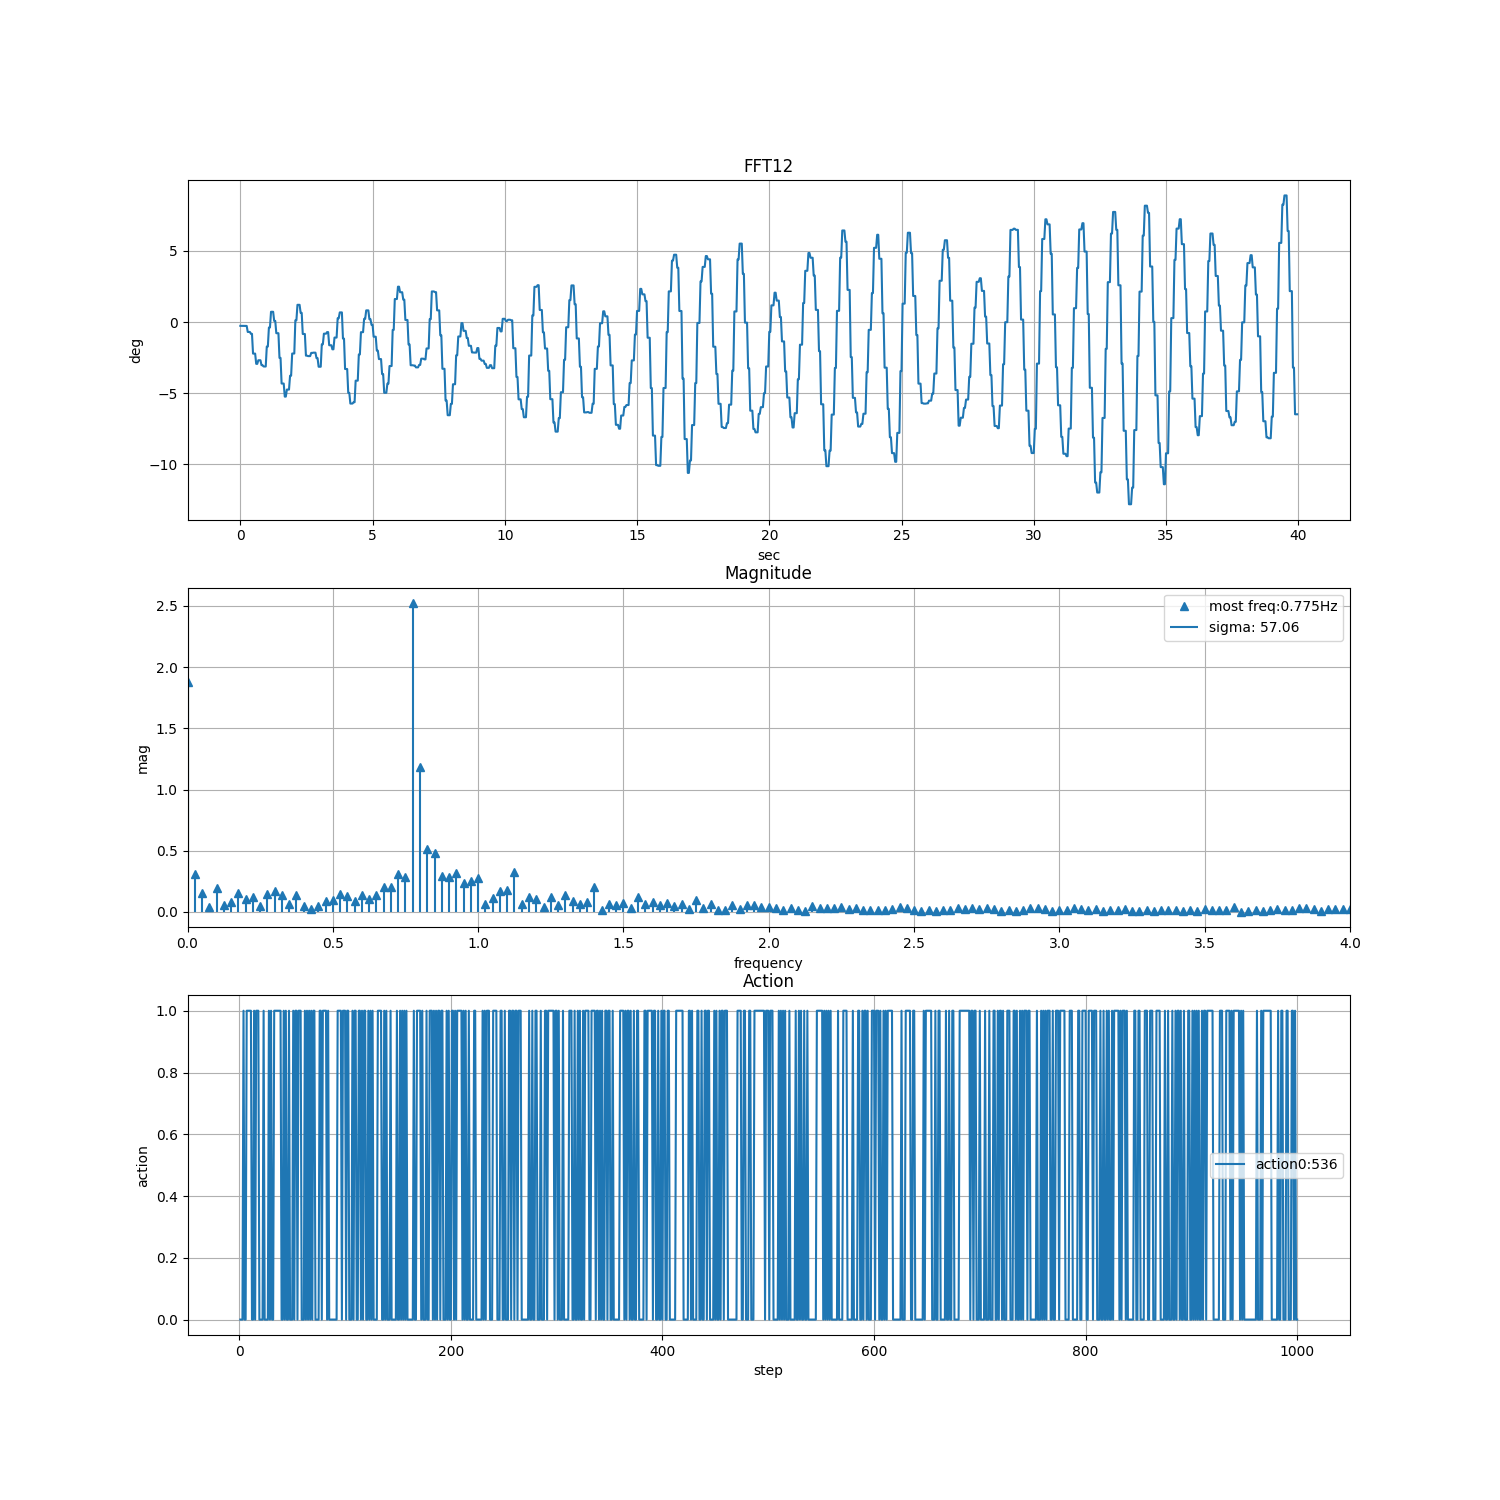 FFT12
deg
5
0
−5
−10
0 5 10 15 20 25 30 35 40
sec
Magnitude
mag
2.5
2.0
1.5
1.0
0.5
0.0
most freq:0.775Hz
sigma: 57.06
0.0 0.5 1.0 1.5 2.0 2.5 3.0 3.5 4.0
frequency
Action
action
1.0
0.8
0.6
0.4
0.2
0.0
action0:536
0 200 400 600 800 1000
step